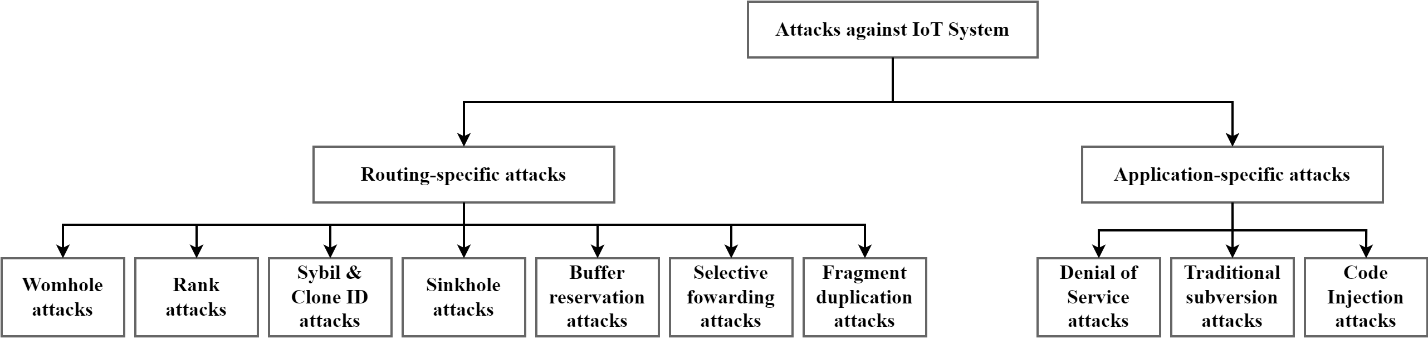 Attacks against IoT System
Routing-specific attacks
Application-specific attacks
Womhole
attacks
Rank
attacks
Sybil &
Clone ID
attacks
Sinkhole
attacks
Buffer
reservation
attacks
Selective
fowarding
attacks
Fragment
duplication
attacks
Denial of
Service
attacks
Traditional
subversion
attacks
Code
Injection
attacks